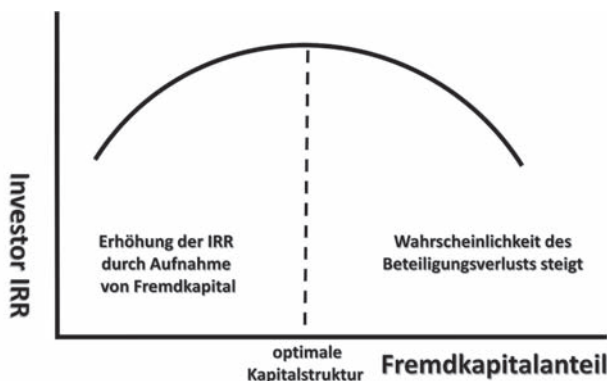 Investor IRR
Erhöhung der IRR
durch Aufnahme
von Fremdkapital
Wahrscheinlichkeit des
Beteiligungsverlusts steigt
optimale
Kapitalstruktur
Fremdkapitalanteil